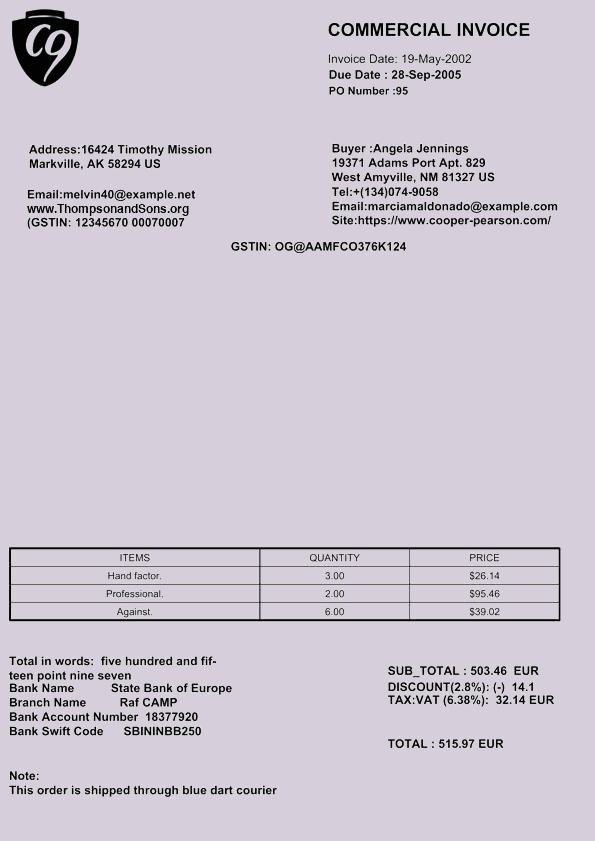 C9
COMMERCIAL INVOICE
Invoice Date: 19-May-2002
Due Date : 28-Sep-2005
PO Number :95
Address:16424 Timothy Mission
Markville, AK 58294 US
Email:melvin40@example.net
www.ThompsonandSons.org
(GSTIN: 12345670 00070007
Buyer :Angela Jennings
19371 Adams Port Apt. 829
West Amyville, NM 81327 US
Tel:+(134)074-9058
Email:marciamaldonado@example.com
Site:https://www.cooper-pearson.com/
GSTIN: OG@AAMFCO376K124
ITEMS QUANTITY PRICE
Hand factor. 3.00 $26.14
Professional. 2.00 $95.46
Against. 6.00 $39.02
Total in words: five hundred and fif-
teen point nine seven
Bank Name State Bank of Europe
Branch Name Raf CAMP
Bank Account Number 18377920
Bank Swift Code SBININBB250
SUB_TOTAL : 503.46 EUR
DISCOUNT(2.8%): (-) 14.1
TAX:VAT (6.38%): 32.14 EUR
TOTAL : 515.97 EUR
Note:
This order is shipped through blue dart courier